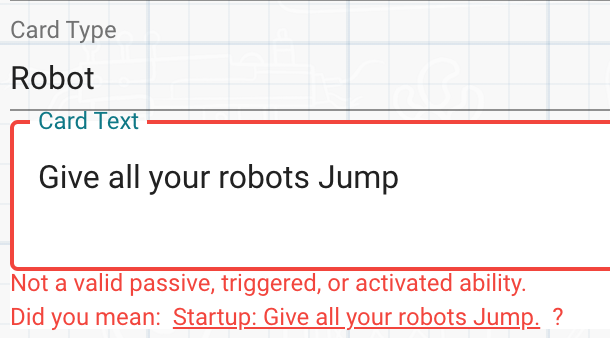 Card Type
Robot
Card Text
Give all your robots Jump
Not a valid passive, triggered, or activated ability.
Did you mean: Startup: Give all your robots Jump. ?